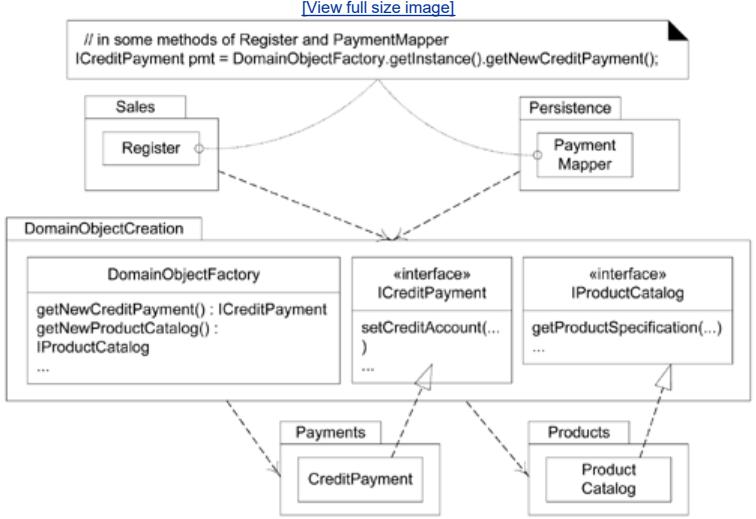 [View full size image]
// in some methods of Register and PaymentMapper
ICreditPayment pmt = DomainObjectFactory.getInstance().getNewCreditPayment();
Sales
Register
Persistence
Payment
Mapper
DomainObjectCreation
DomainObjectFactory
getNewCreditPayment() : ICreditPayment
getNewProductCatalog() :
IProductCatalog
...
«interface»
ICreditPayment
setCreditAccount(...
)
...
«interface»
IProductCatalog
getProductSpecification(...)
...
Payments
CreditPayment
Products
Product
Catalog